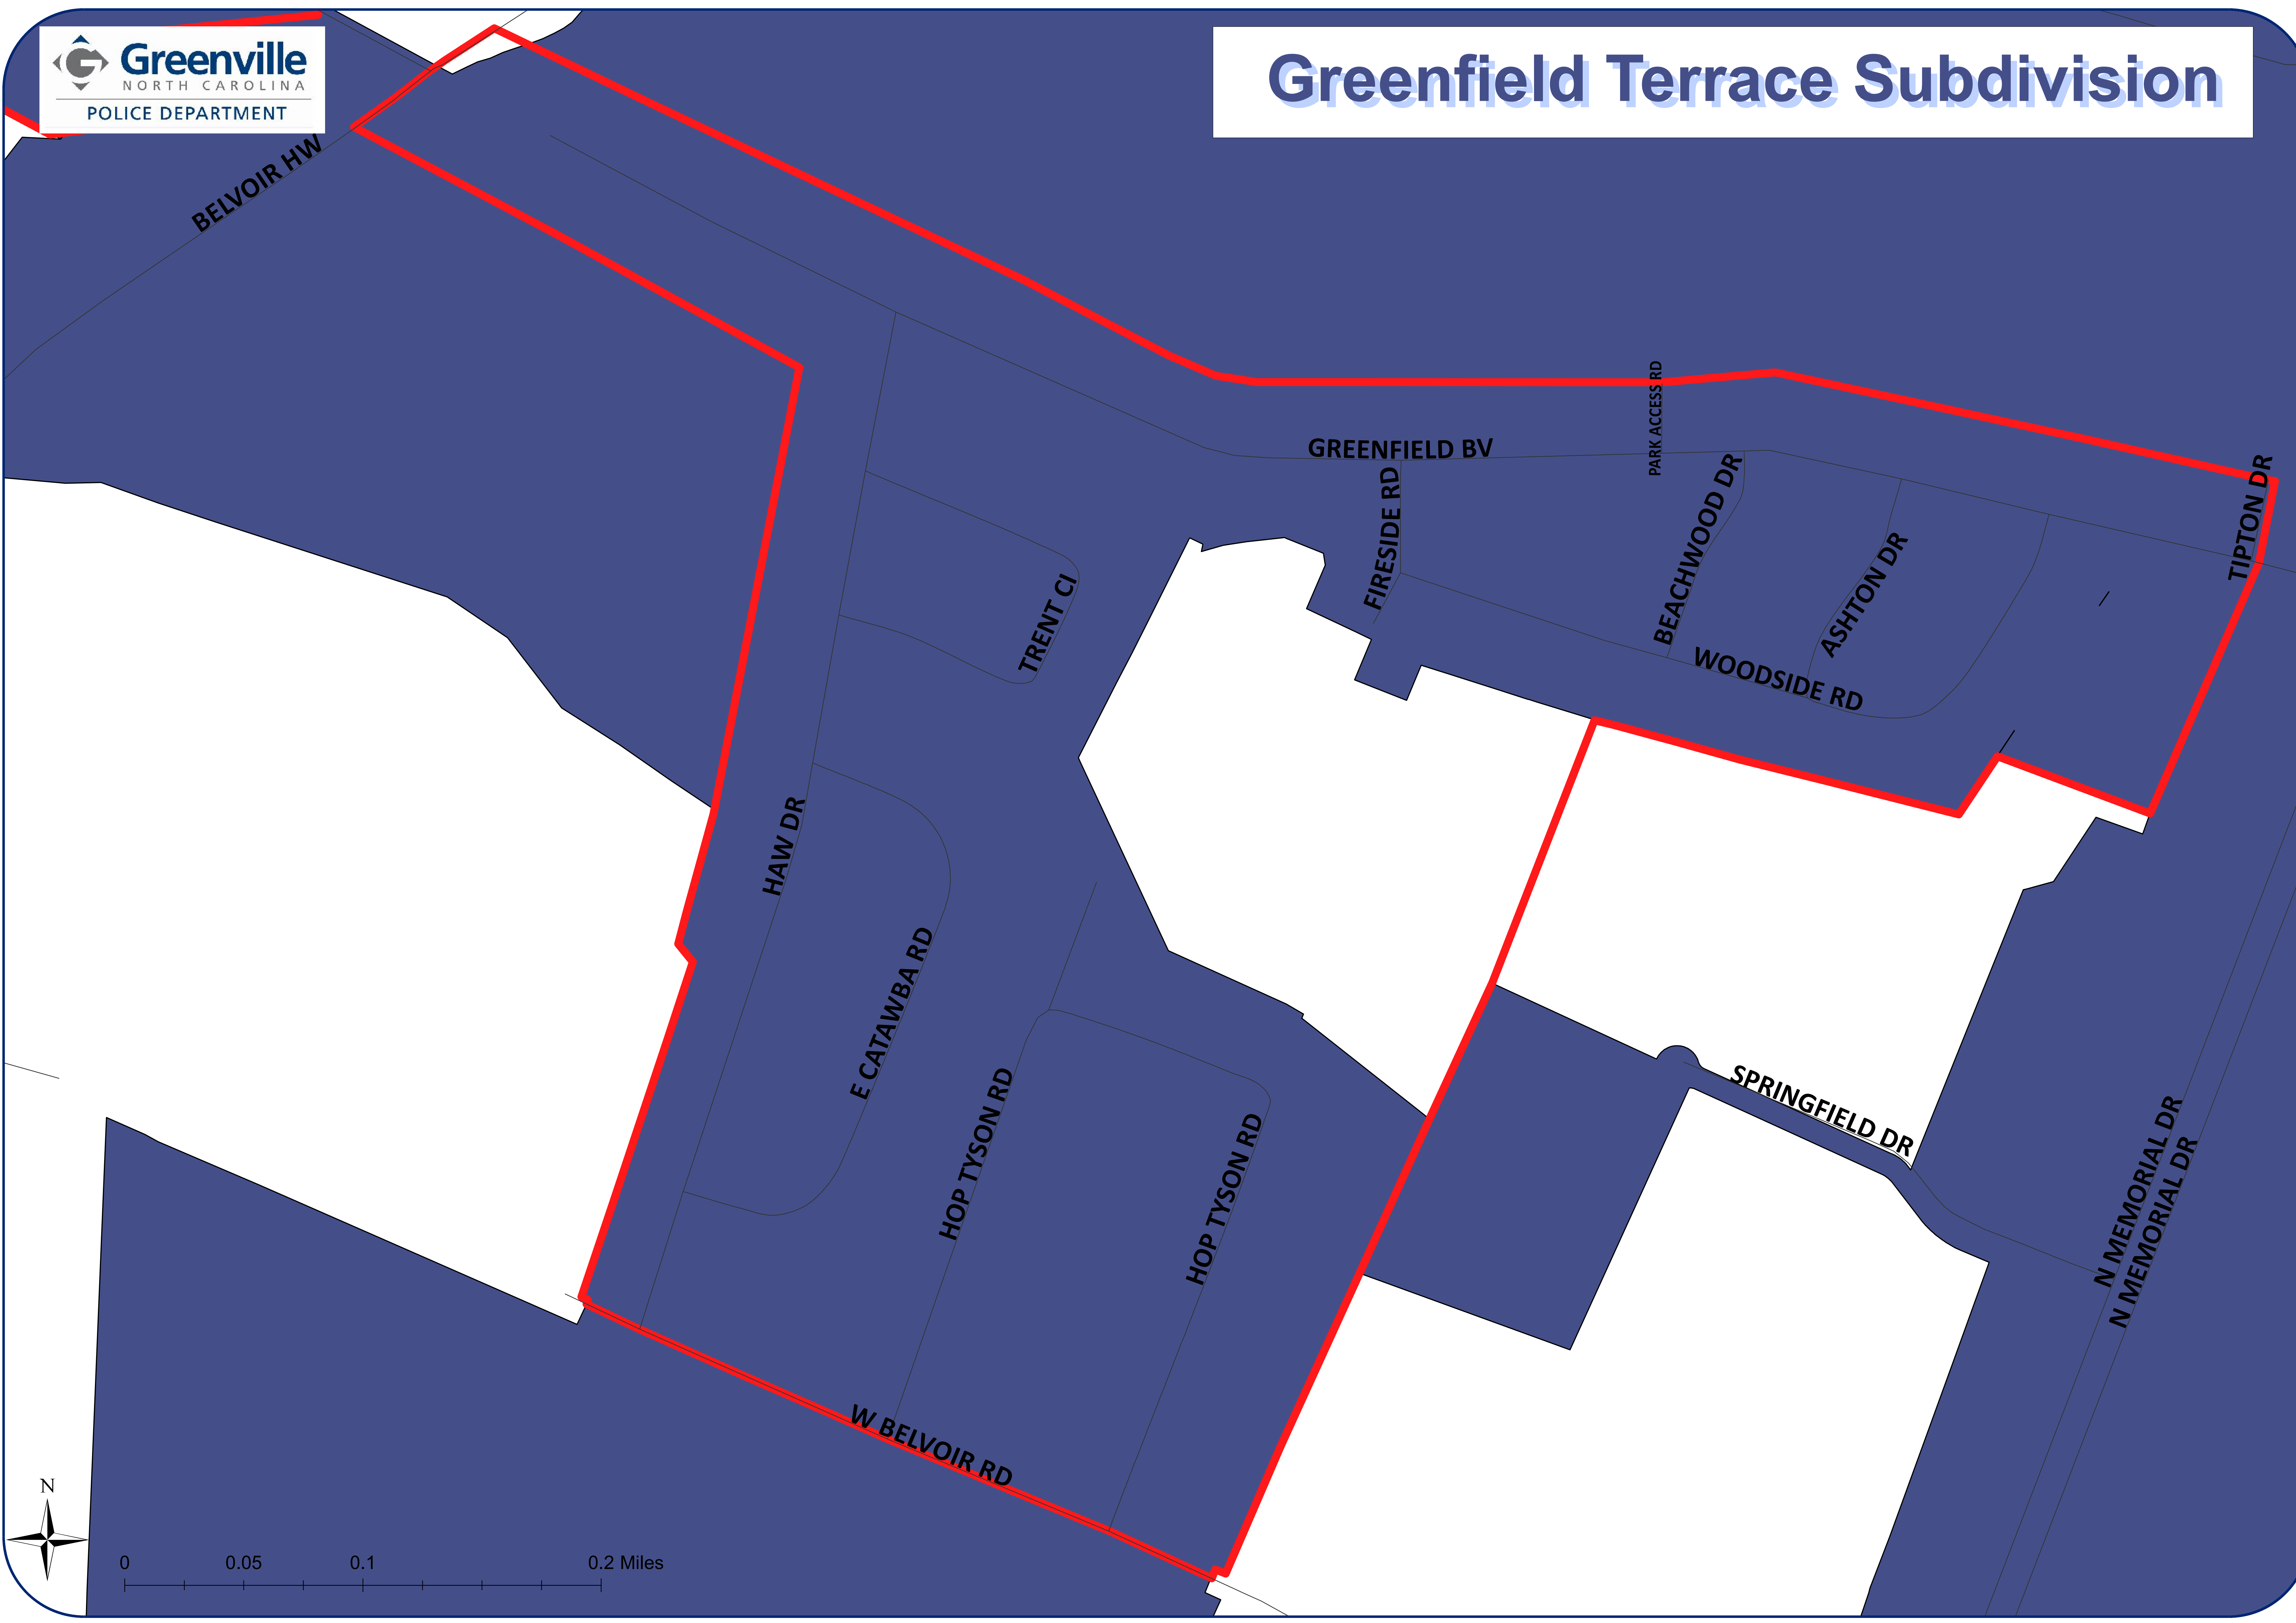 Greenville
NORTH CAROLINA
POLICE DEPARTMENT
Greenfield Terrace Subdivision
BELVOIR HW
PARK ACCESS RD
GREENFIELD BV
FIRESIDE RD
BEACHWOOD DR
ASHTON DR
TIPTON DR
TRENT CI
WOODSIDE RD
HAW DR
E CATAWBA RD
HOP TYSON RD
HOP TYSON RD
SPRINGFIELD DR
N MEMORIAL DR
N MEMORIAL DR
W BELVOIR RD
N
0 0.05 0.1 0.2 Miles